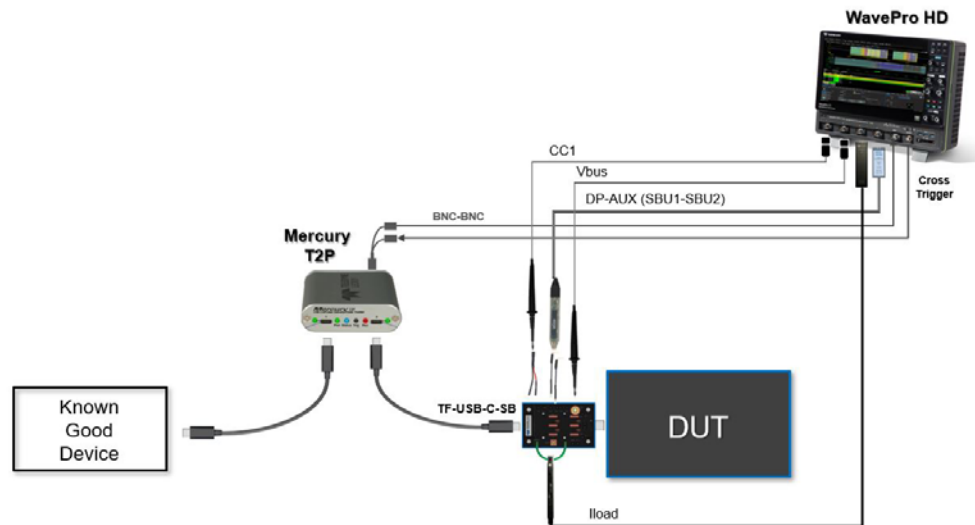 WavePro HD
CC1
Vbus
DP-AUX (SBU1-SBU2)
Cross
Trigger
BNC-BNC
Mercury
T2P
Mercury
TF-USB-C-SB
Known
Good
Device
DUT
Iload